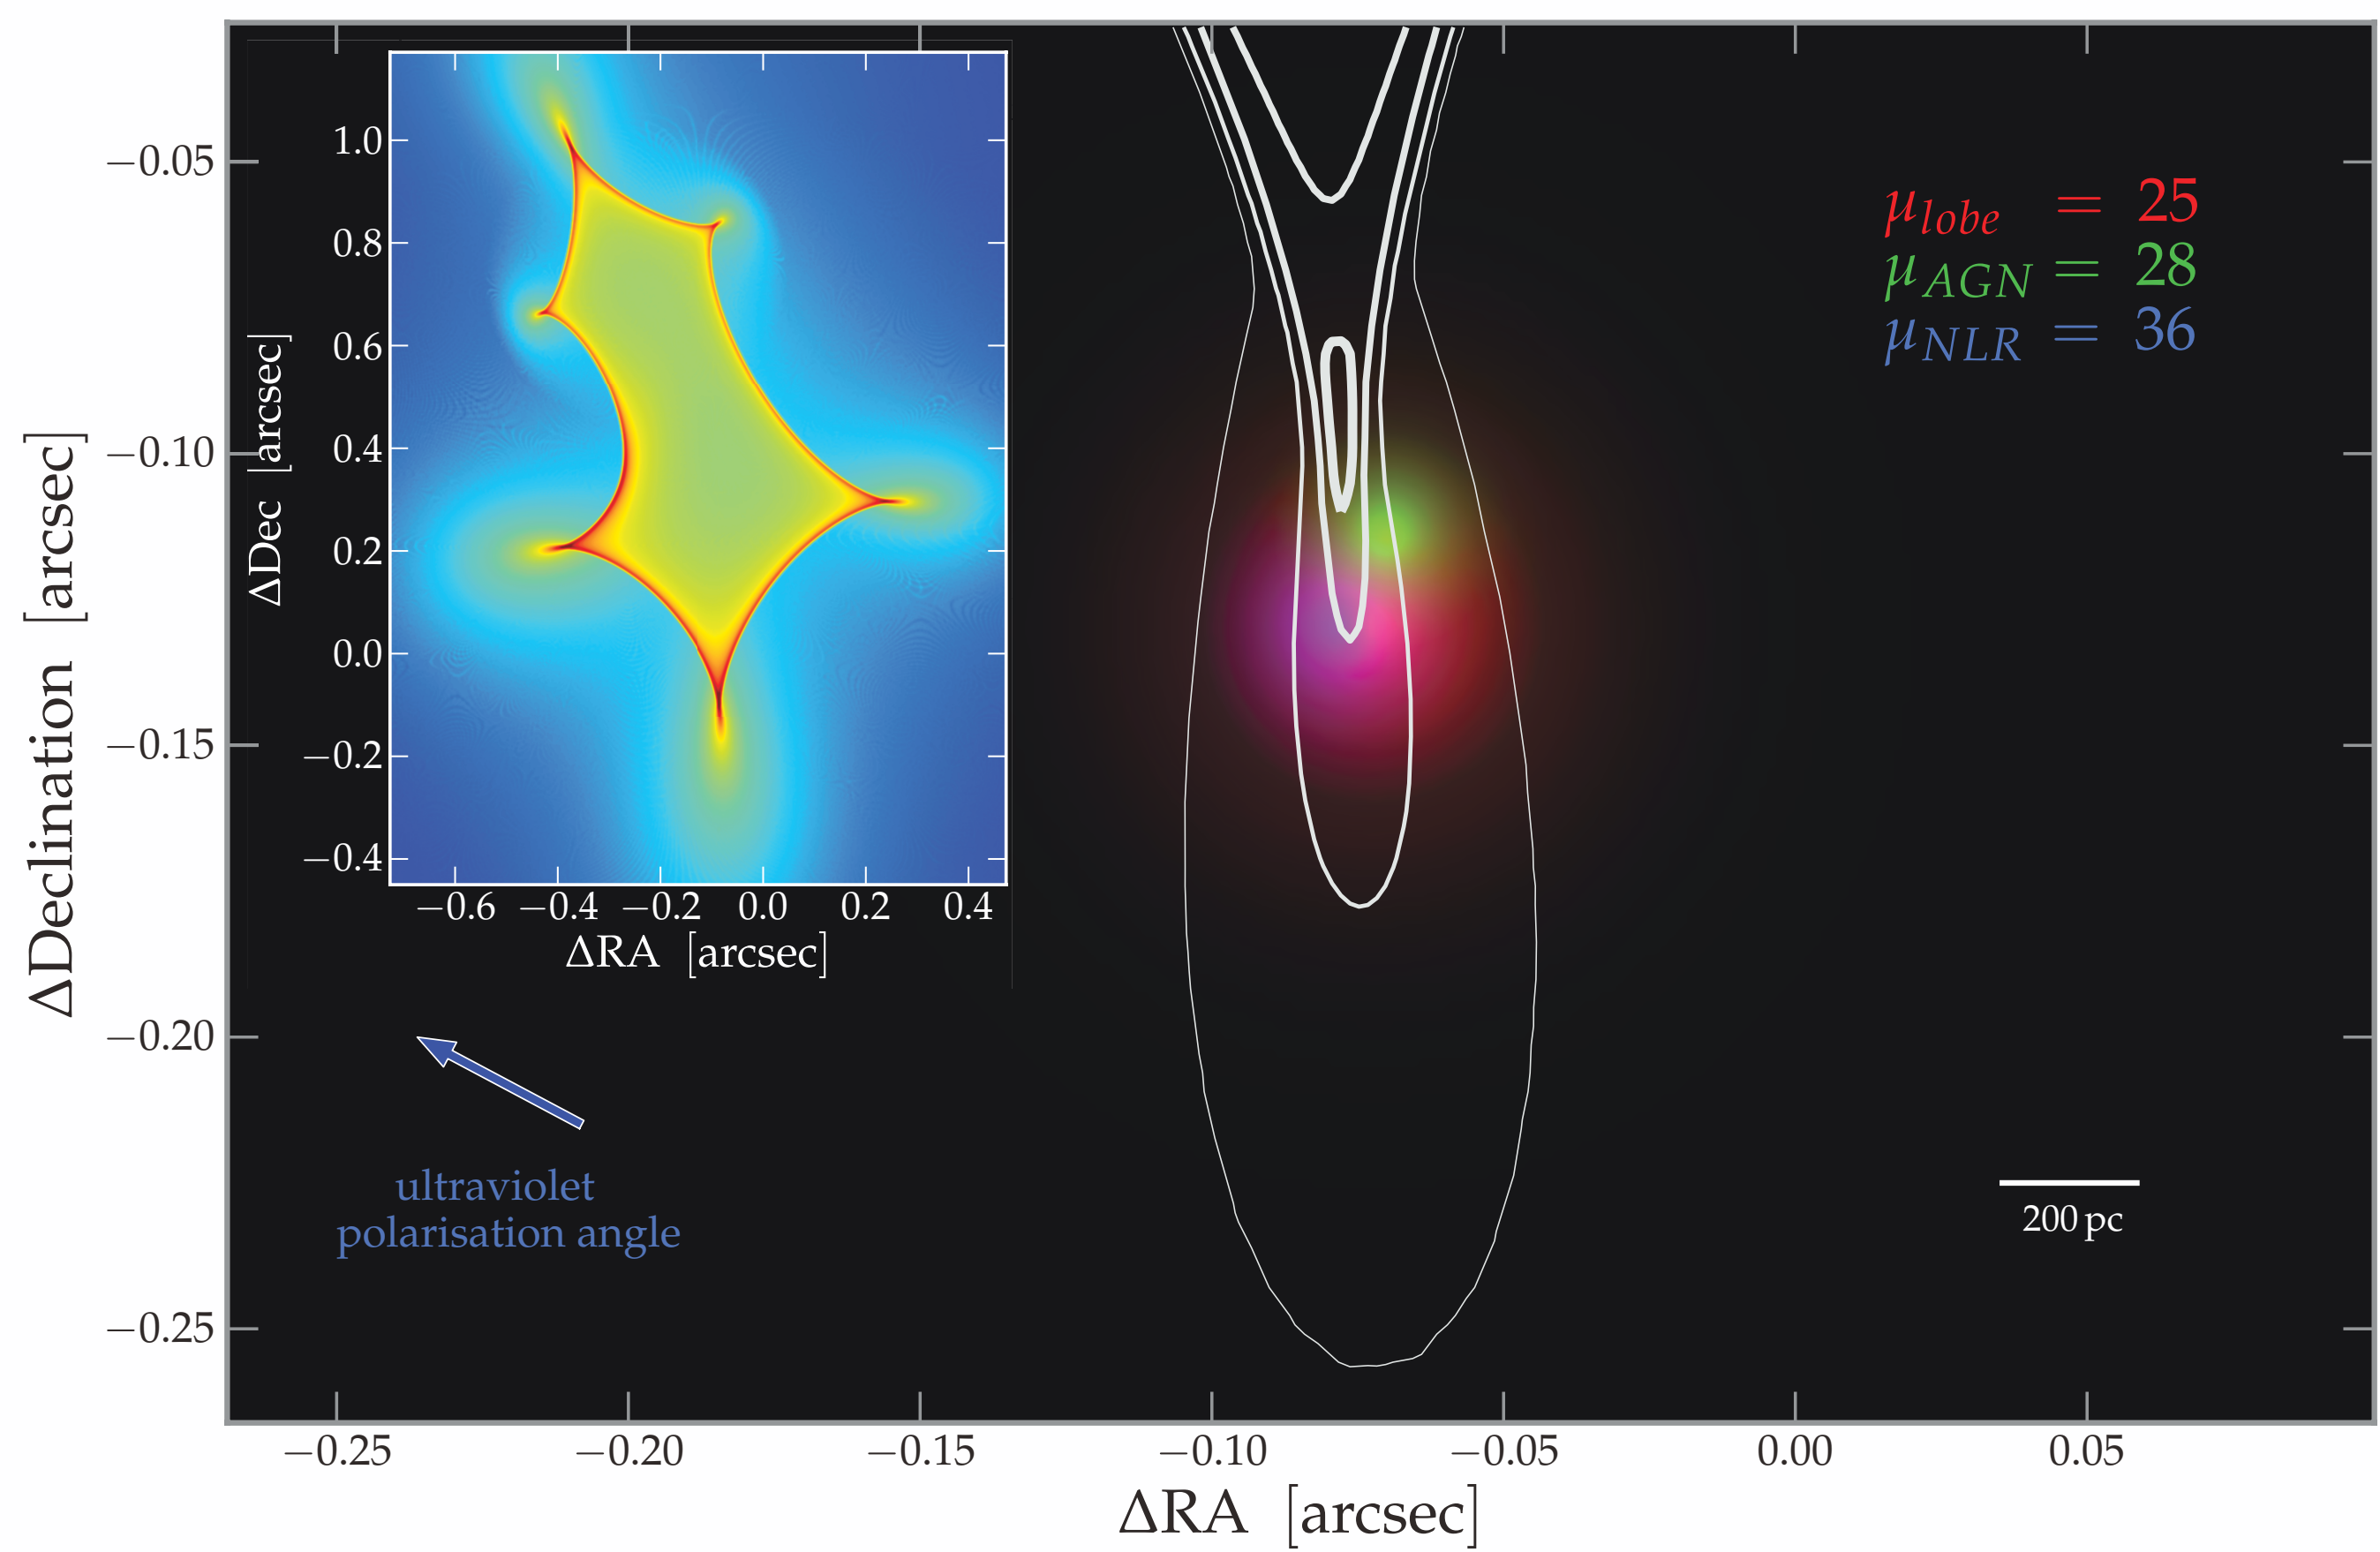 ΔDeclination [arcsec]
−0.05
−0.10
−0.15
−0.20
−0.25
ΔDec [arcsec]
1.0
0.8
0.6
0.4
0.2
0.0
−0.2
−0.4
−0.6 −0.4 −0.2 0.0 0.2 0.4
ΔRA [arcsec]
μlobe = 25
μAGN = 28
μNLR = 36
ultraviolet
polarisation angle
200 pc
−0.25 −0.20 −0.15 −0.10 −0.05 0.00 0.05
ΔRA [arcsec]